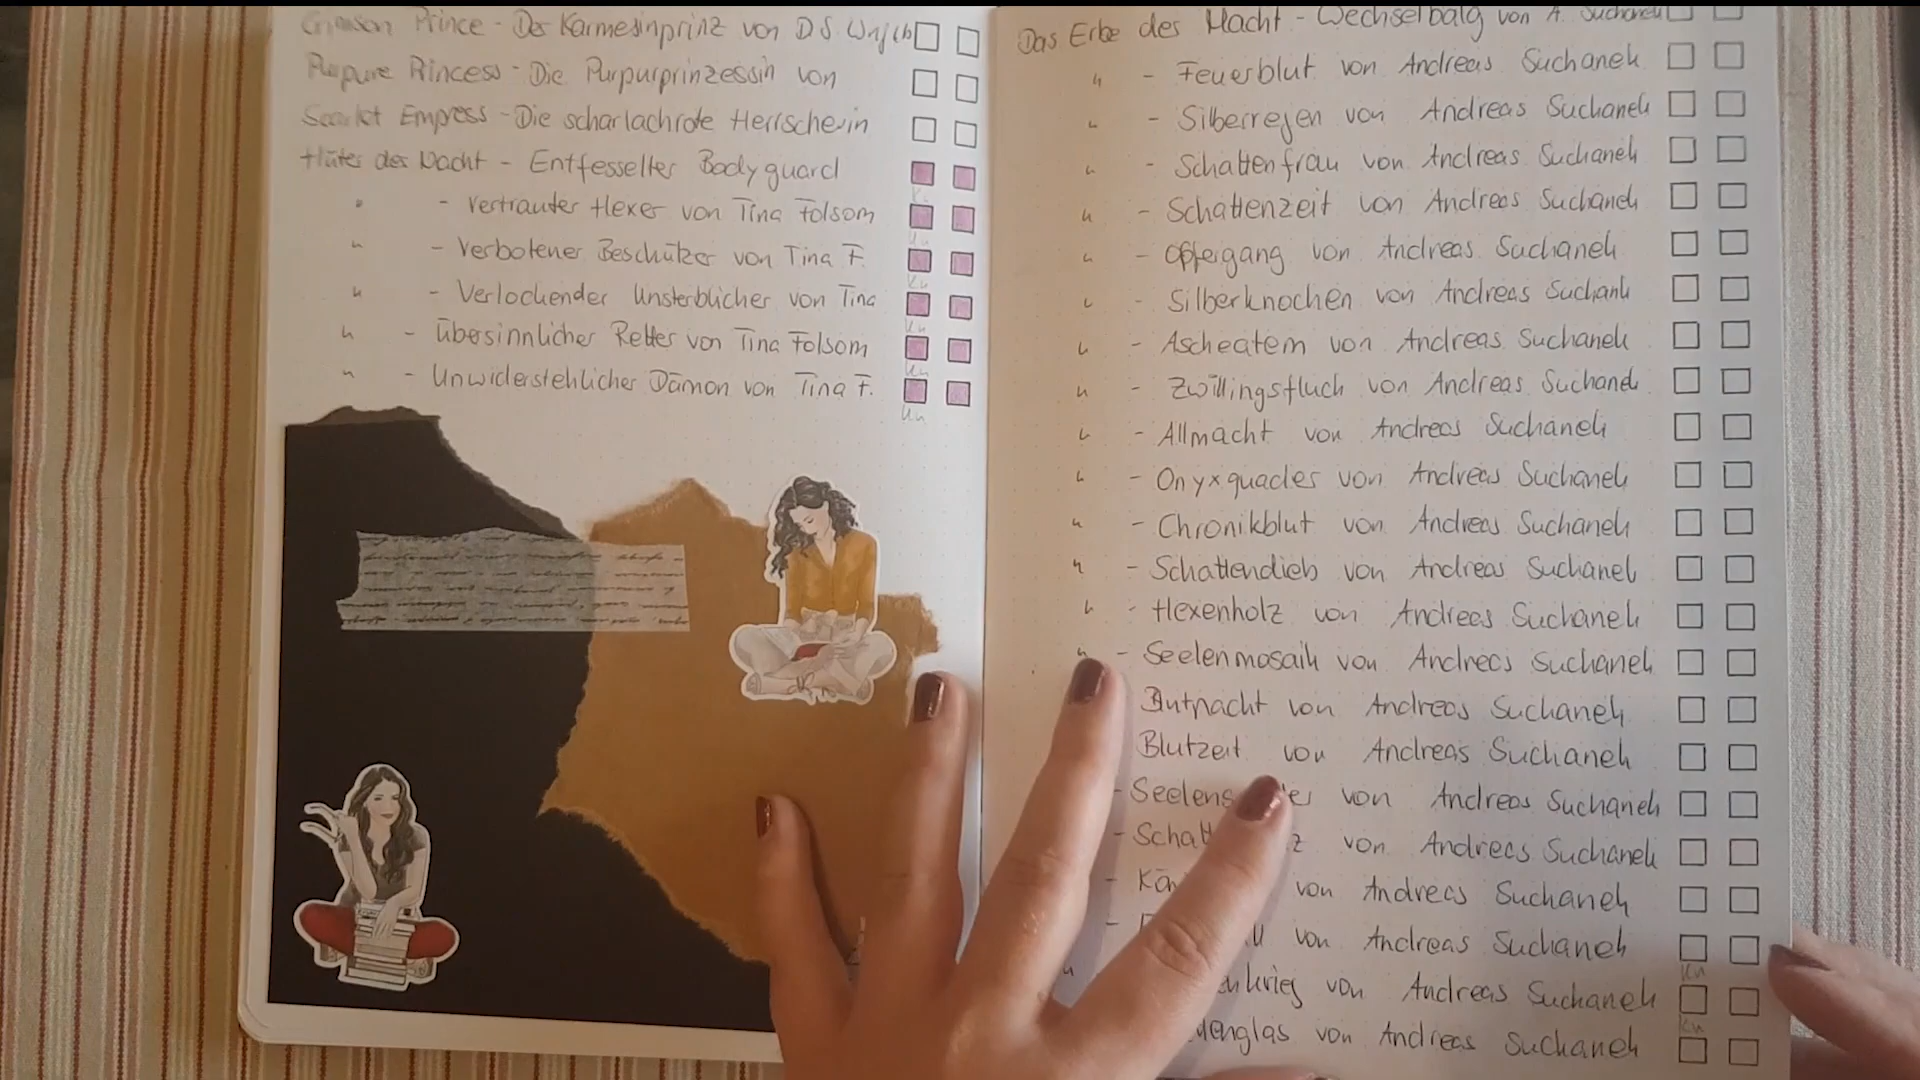 Crimson Prince - Der Karmesinprinz von
Purpure Princess - Die Purpurprinzessin von
Scarlet Empress - Die scharlachrote Herrscherin
Hüter der Nacht - Entfesselter Bodyguard
" - Vertrauter Hexer von Tina Folsom
" - Verbotener Beschützer von Tina F.
" - Verlockender Unsterblicher von Tina
" - Übersinnlicher Retter von Tina Folsom
" - Unwiderstehlicher Dämon von Tina F.
Das Erbe der Macht - Wechselbalg von A. Suchanek
" - Feuerblut von Andreas Suchanek
" - Silberregen von Andreas Suchanek
" - Schattenfrau von Andreas Suchanek
" - Schattenzeit von Andreas Suchanek
" - Opfergang von Andreas Suchanek
" - Silberknochen von Andreas Suchanek
" - Ascheatem von Andreas Suchanek
" - Zwillingsfluch von Andreas Suchanek
" - Allmacht von Andreas Suchanek
" - Onyxquader von Andreas Suchanek
" - Chronikblut von Andreas Suchanek
" - Schattendieb von Andreas Suchanek
" - Hexenholz von Andreas Suchanek
" - Seelenmosaik von Andreas Suchanek
Blutnacht von Andreas Suchanek
Blutzeit von Andreas Suchanek
- von Andreas Suchanek
- von Andreas Suchanek
- von Andreas Suchanek
- von Andreas Suchanek
" von Andreas Suchanek
von Andreas Suchanek